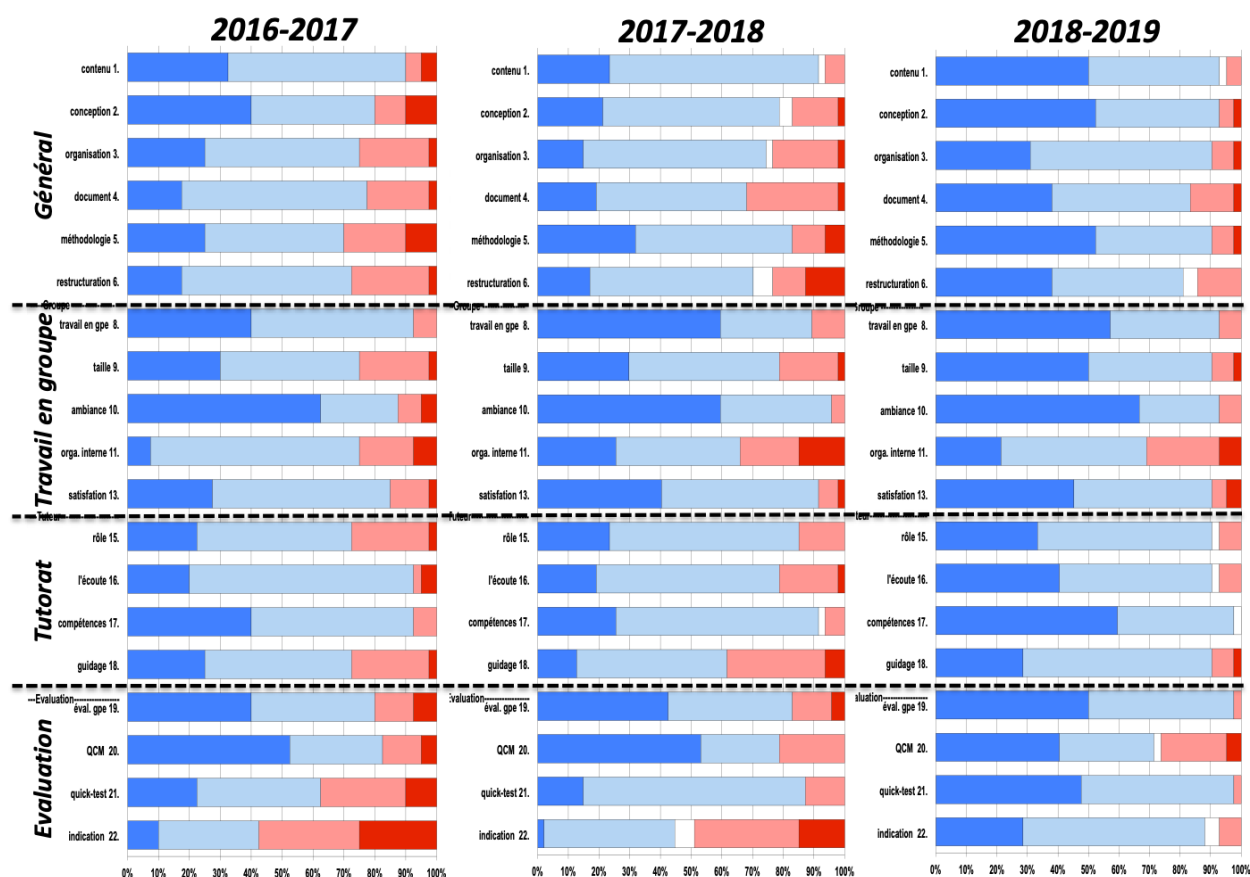 2016-2017
2017-2018
2018-2019
Général
contenu 1.
conception 2.
organisation 3.
document 4.
méthodologie 5.
restructuration 6.
contenu 1.
conception 2.
organisation 3.
document 4.
méthodologie 5.
restructuration 6.
contenu 1.
conception 2.
organisation 3.
document 4.
méthodologie 5.
restructuration 6.
Travail en groupe
travail en gpe 8.
taille 9.
ambiance 10.
orga. interne 11.
satisfation 13.
travail en gpe 8.
taille 9.
ambiance 10.
orga. interne 11.
satisfation 13.
travail en gpe 8.
taille 9.
ambiance 10.
orga. interne 11.
satisfation 13.
Tutorat
rôle 15.
l'écoute 16.
compétences 17.
guidage 18.
rôle 15.
l'écoute 16.
compétences 17.
guidage 18.
rôle 15.
l'écoute 16.
compétences 17.
guidage 18.
Evaluation
---Evaluation------------------
éval. gpe 19.
QCM 20.
quick-test 21.
indication 22.
éval. gpe 19.
QCM 20.
quick-test 21.
indication 22.
aluation-----------------
éval. gpe 19.
QCM 20.
quick-test 21.
indication 22.
0% 10% 20% 30% 40% 50% 60% 70% 80% 90% 100%
0% 10% 20% 30% 40% 50% 60% 70% 80% 90% 100%
0% 10% 20% 30% 40% 50% 60% 70% 80% 90% 100%